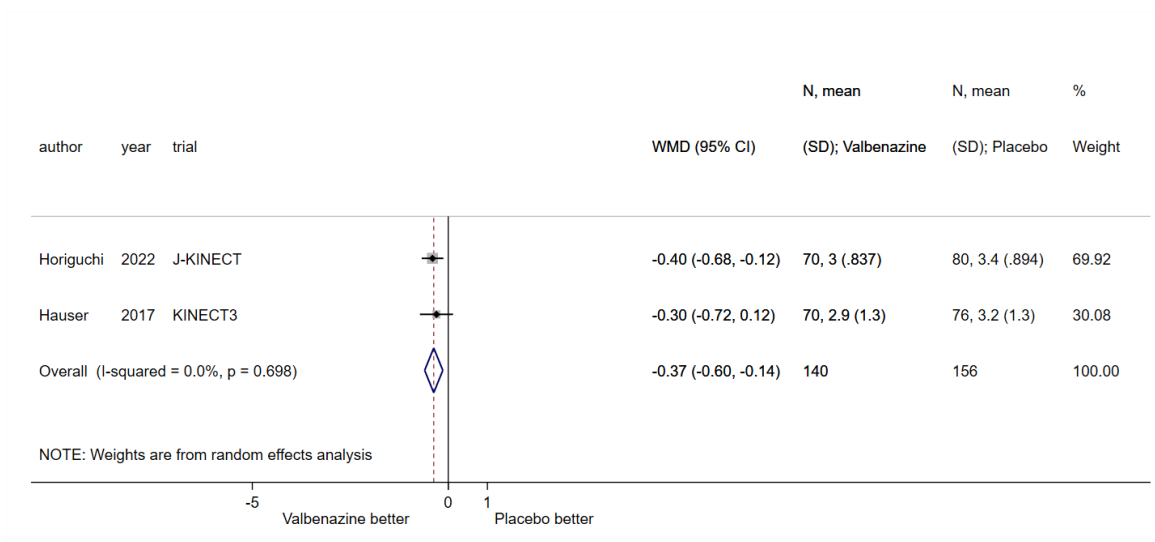 N, mean N, mean %
author year trial WMD (95% CI) (SD); Valbenazine (SD); Placebo Weight
Horiguchi 2022 J-KINECT -0.40 (-0.68, -0.12) 70, 3 (.837) 80, 3.4 (.894) 69.92
Hauser 2017 KINECT3 -0.30 (-0.72, 0.12) 70, 2.9 (1.3) 76, 3.2 (1.3) 30.08
Overall (I-squared = 0.0%, p = 0.698) -0.37 (-0.60, -0.14) 140 156 100.00
NOTE: Weights are from random effects analysis
-5 0 1
Valbenazine better Placebo better